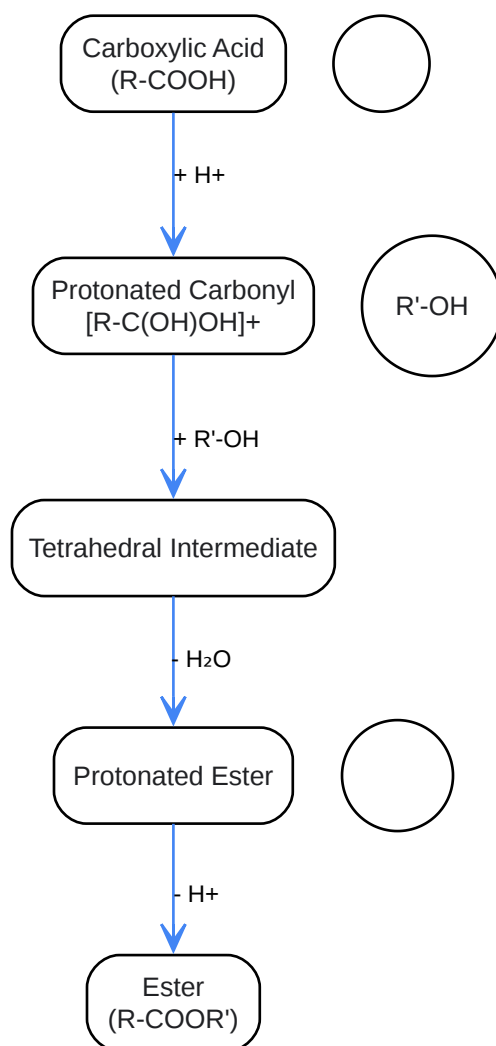 Carboxylic Acid
(R-COOH)
+ H+
Protonated Carbonyl
[R-C(OH)OH]+
R'-OH
+ R'-OH
Tetrahedral Intermediate
- H₂O
Protonated Ester
- H+
Ester
(R-COOR')